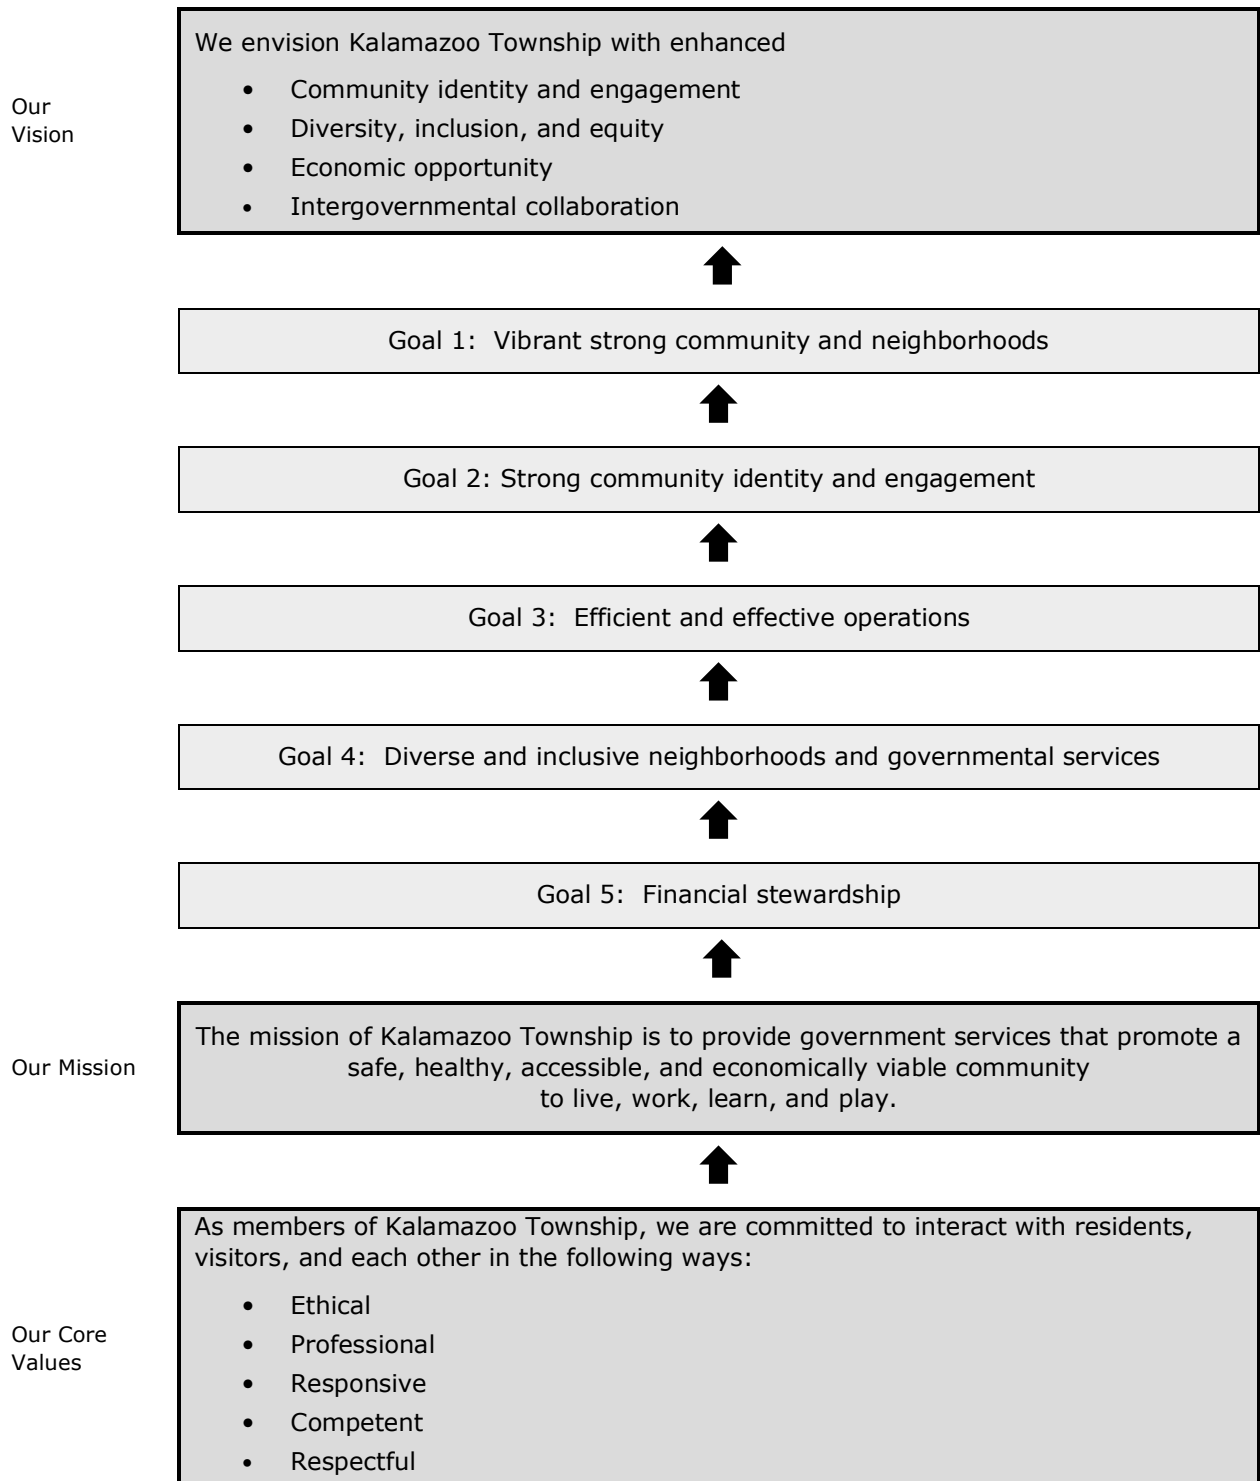 We envision Kalamazoo Township with enhanced
• Community identity and engagement
Our
Vision
• Diversity, inclusion, and equity
• Economic opportunity
• Intergovernmental collaboration
Goal 1: Vibrant strong community and neighborhoods
Goal 2: Strong community identity and engagement
Goal 3: Efficient and effective operations
Goal 4: Diverse and inclusive neighborhoods and governmental services
Goal 5: Financial stewardship
Our Mission
The mission of Kalamazoo Township is to provide government services that promote a
safe, healthy, accessible, and economically viable community
to live, work, learn, and play.
As members of Kalamazoo Township, we are committed to interact with residents,
visitors, and each other in the following ways:
Our Core
Values
• Ethical
• Professional
• Responsive
• Competent
• Respectful